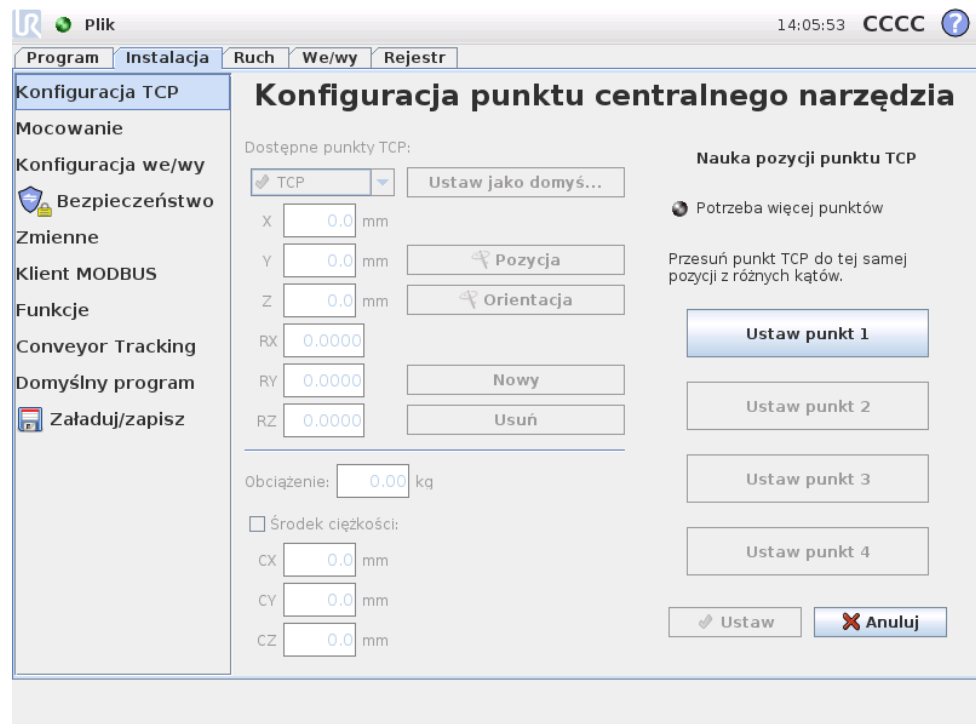 UR Plik 14:05:53 CCCC ?
Program Instalacja Ruch We/wy Rejestr
Konfiguracja TCP
Mocowanie
Konfiguracja we/wy
Bezpieczeństwo
Zmienne
Klient MODBUS
Funkcje
Conveyor Tracking
Domyślny program
Załaduj/zapisz
Konfiguracja punktu centralnego narzędzia
Dostępne punkty TCP:
TCP Ustaw jako domyś...
X 0.0 mm
Y 0.0 mm Pozycja
Z 0.0 mm Orientacja
RX 0.0000
RY 0.0000 Nowy
RZ 0.0000 Usuń
Obciążenie: 0.00 kg
Środek ciężkości:
CX 0.0 mm
CY 0.0 mm
CZ 0.0 mm
Nauka pozycji punktu TCP
Potrzeba więcej punktów
Przesuń punkt TCP do tej samej
pozycji z różnych kątów.
Ustaw punkt 1
Ustaw punkt 2
Ustaw punkt 3
Ustaw punkt 4
Ustaw Anuluj